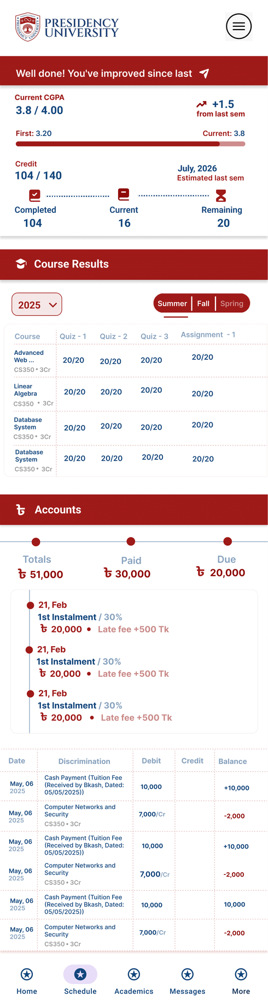 PRESIDENCY
UNIVERSITY
Well done! You've improved since last
Current CGPA
3.8 / 4.00
+1.5
from last sem
First: 3.20
Current: 3.8
Credit
104 / 140
July, 2026
Estimated last sem
Completed
104
Current
16
Remaining
20
Course Results
2025
Summer Fall Spring
Course Quiz - 1 Quiz - 2 Quiz - 3 Assignment - 1
Advanced
Web ...
CS350 • 3Cr
20/20 20/20 20/20 20/20
Linear
Algebra
CS350 • 3Cr
20/20 20/20 20/20 20/20
Database
System
CS350 • 3Cr
20/20 20/20 20/20 20/20
Database
System
CS350 • 3Cr
20/20 20/20 20/20 20/20
৳ Accounts
Totals
৳ 51,000
Paid
৳ 30,000
Due
৳ 20,000
21, Feb
1st Instalment / 30%
৳ 20,000 • Late fee +500 Tk
21, Feb
1st Instalment / 30%
৳ 20,000 • Late fee +500 Tk
21, Feb
1st Instalment / 30%
৳ 20,000 • Late fee +500 Tk
Date Discrimination Debit Credit Balance
May, 06
2025
Cash Payment (Tuition Fee
(Received by Bkash, Dated:
05/05/2025))
10,000
+10,000
May, 06
2025
Computer Networks and
Security
CS350 • 3Cr
7,000/Cr
-2,000
May, 06
2025
Cash Payment (Tuition Fee
(Received by Bkash, Dated:
05/05/2025))
10,000
+10,000
May, 06
2025
Computer Networks and
Security
CS350 • 3Cr
7,000/Cr
-2,000
May, 06
2025
Cash Payment (Tuition Fee
(Received by Bkash, Dated:
05/05/2025))
10,000
10,000
May, 06
2025
Computer Networks and
Security
CS350 • 3Cr
7,000/Cr
-2,000
Home Schedule Academics Messages More